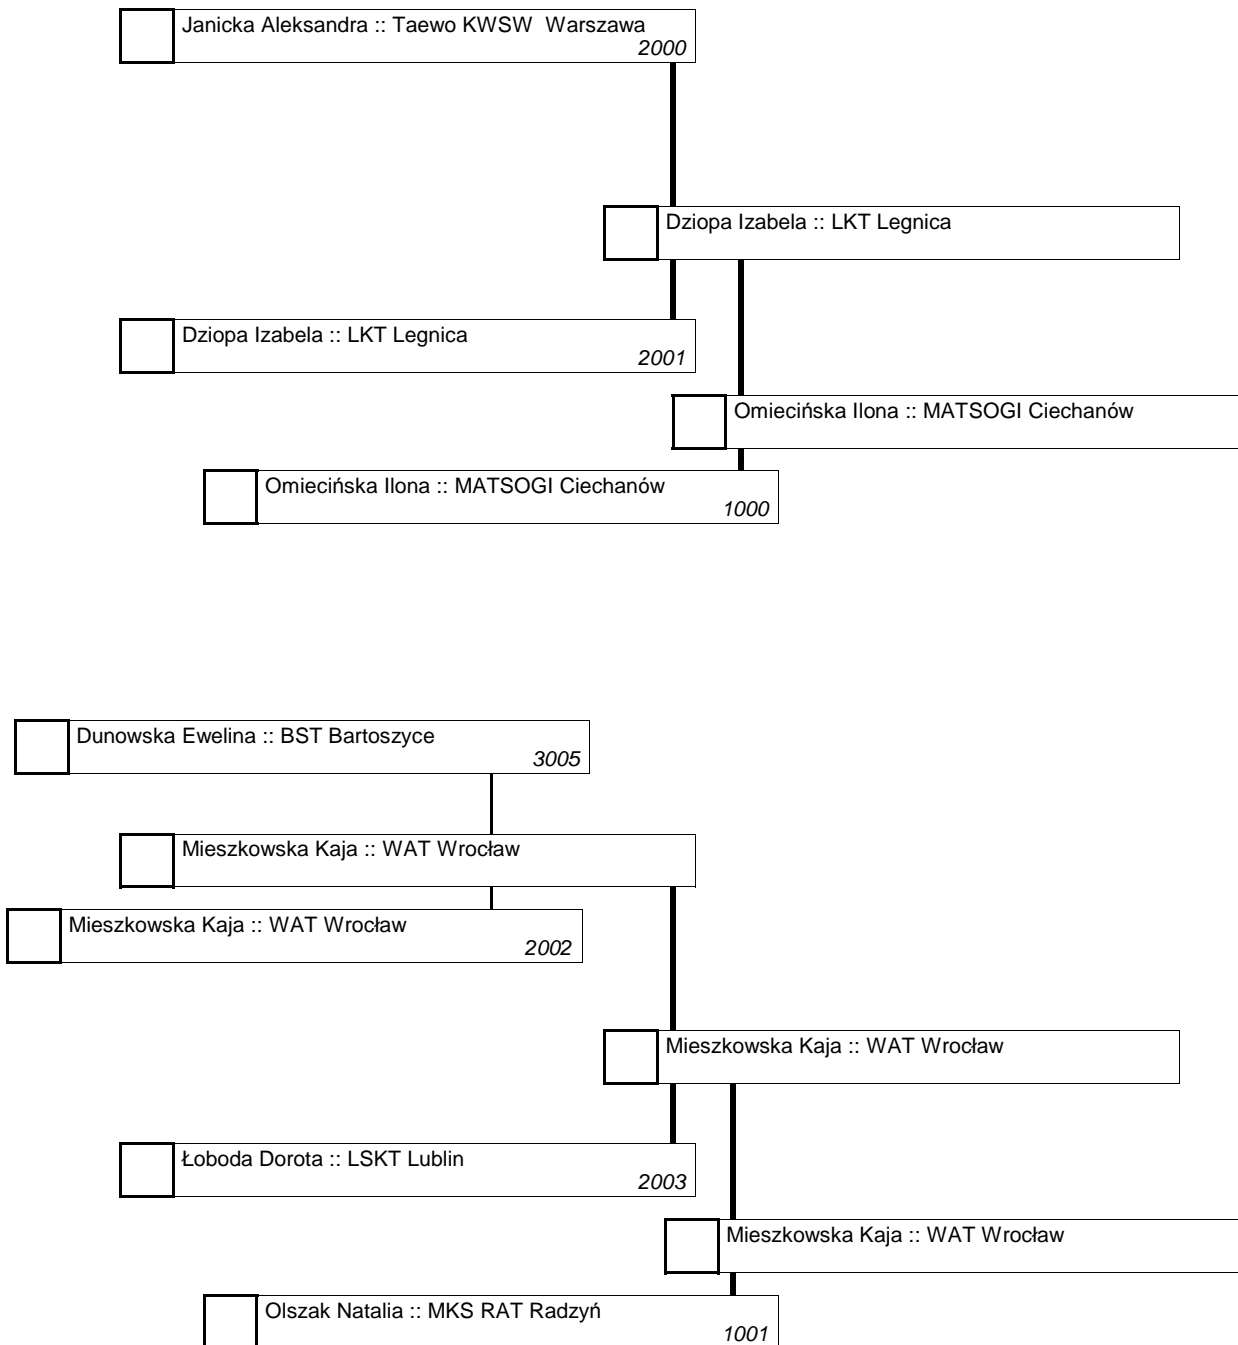 Janicka Aleksandra :: Taewo KWSW  Warszawa
2000
Dziopa Izabela :: LKT Legnica
Dziopa Izabela :: LKT Legnica
2001
Omiecińska Ilona :: MATSOGI Ciechanów
Omiecińska Ilona :: MATSOGI Ciechanów
1000
Dunowska Ewelina :: BST Bartoszyce
3005
Mieszkowska Kaja :: WAT Wrocław
Mieszkowska Kaja :: WAT Wrocław
2002
Mieszkowska Kaja :: WAT Wrocław
Łoboda Dorota :: LSKT Lublin
2003
Mieszkowska Kaja :: WAT Wrocław
Olszak Natalia :: MKS RAT Radzyń
1001